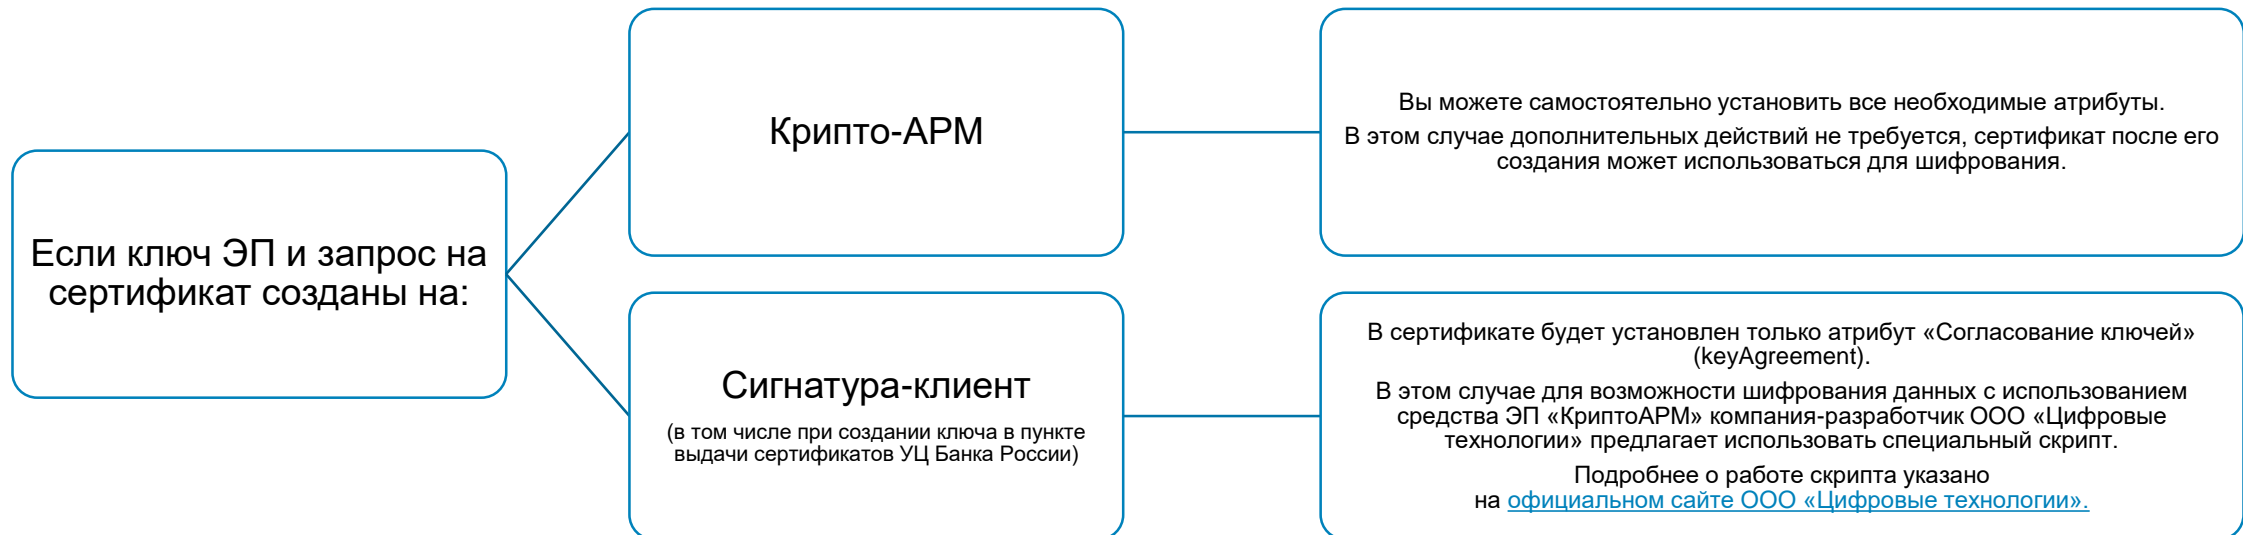 Если ключ ЭП и запрос на
сертификат созданы на:
Крипто-АРМ
Вы можете самостоятельно установить все необходимые атрибуты.
В этом случае дополнительных действий не требуется, сертификат после его
создания может использоваться для шифрования.
Сигнатура-клиент
(в том числе при создании ключа в пункте
выдачи сертификатов УЦ Банка России)
В сертификате будет установлен только атрибут «Согласование ключей»
(keyAgreement).
В этом случае для возможности шифрования данных с использованием
средства ЭП «КриптоАРМ» компания-разработчик ООО «Цифровые
технологии» предлагает использовать специальный скрипт.
Подробнее о работе скрипта указано
на официальном сайте ООО «Цифровые технологии».